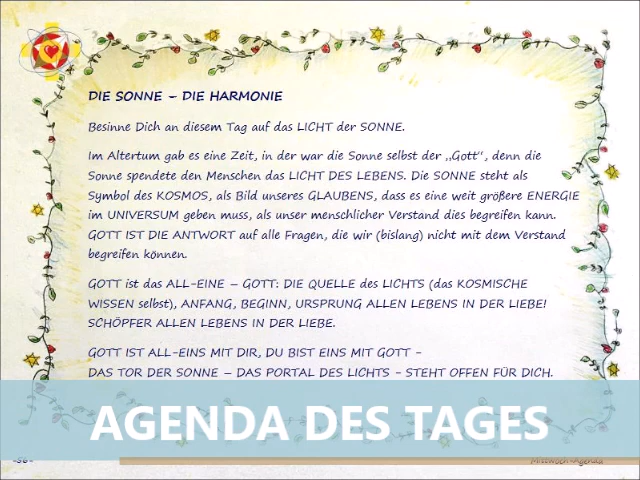 DIE SONNE – DIE HARMONIE
Besinne Dich an diesem Tag auf das LICHT der SONNE.
Im Altertum gab es eine Zeit, in der war die Sonne selbst der „Gott“, denn die
Sonne spendete den Menschen das LICHT DES LEBENS. Die SONNE steht als
Symbol des KOSMOS, als Bild unseres GLAUBENS, dass es eine weit größere ENERGIE
im UNIVERSUM geben muss, als unser menschlicher Verstand dies begreifen kann.
GOTT IST DIE ANTWORT auf alle Fragen, die wir (bislang) nicht mit dem Verstand
begreifen können.
GOTT ist das ALL-EINE – GOTT: DIE QUELLE des LICHTS (das KOSMISCHE
WISSEN selbst), ANFANG, BEGINN, URSPRUNG ALLEN LEBENS IN DER LIEBE!
SCHÖPFER ALLEN LEBENS IN DER LIEBE.
GOTT IST ALL-EINS MIT DIR, DU BIST EINS MIT GOTT -
DAS TOR DER SONNE – DAS PORTAL DES LICHTS - STEHT OFFEN FÜR DICH.
AGENDA DES TAGES